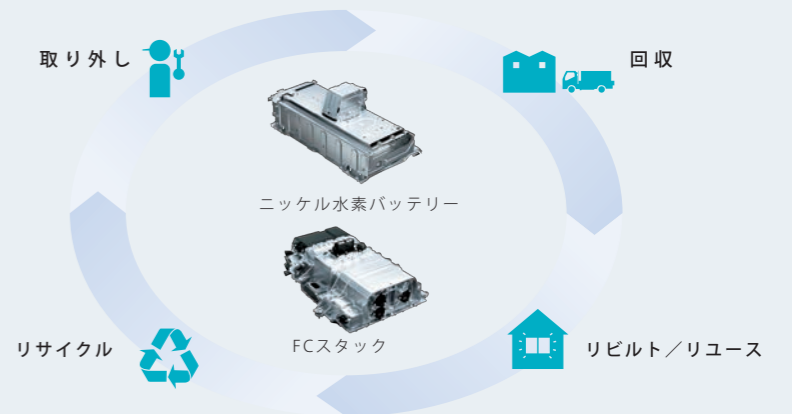 取り外し
回収
ニッケル水素バッテリー
FCスタック
リサイクル
リビルト／リユース